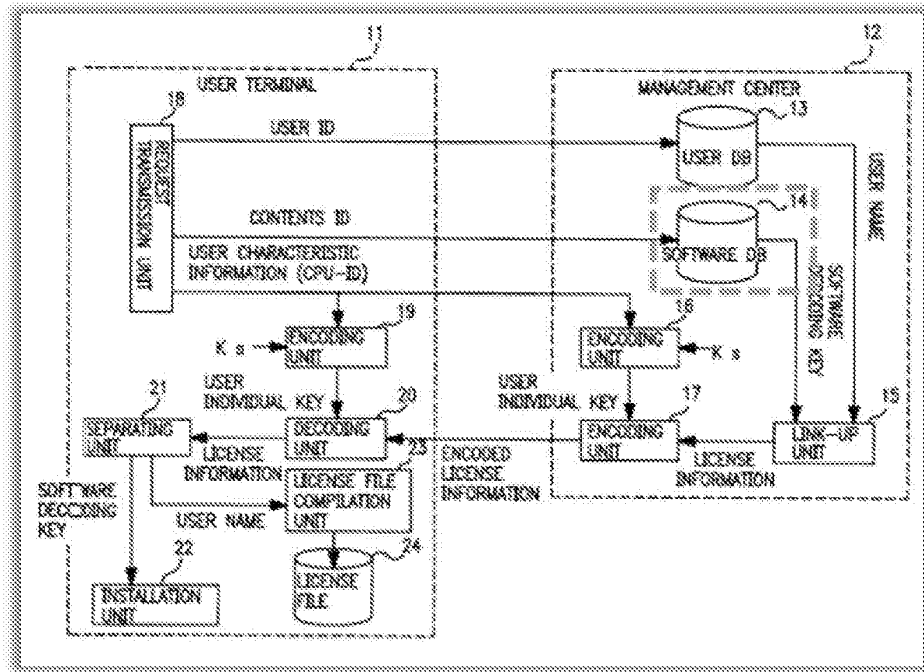 11
12
USER TERMINAL
MANAGEMENT CENTER
18
REQUEST
TRANSMISSION UNIT
USER ID
13
USER DB
USER NAME
CONTENTS ID
14
SOFTWARE DB
USER CHARACTERISTIC
INFORMATION (CPU-ID)
SOFTWARE
DECODING KEY
19
ENCODING
UNIT
K s
16
ENCODING
UNIT
K s
USER
INDIVIDUAL KEY
USER
INDIVIDUAL KEY
21
SEPARATING
UNIT
20
DECODING
UNIT
17
ENCODING
UNIT
15
LINK-UP
UNIT
LICENSE
INFORMATION
ENCODED
LICENSE
INFORMATION
LICENSE
INFORMATION
23
LICENSE FILE
COMPILATION
UNIT
SOFTWARE
DECODING
KEY
USER NAME
22
INSTALLATION
UNIT
24
LICENSE
FILE